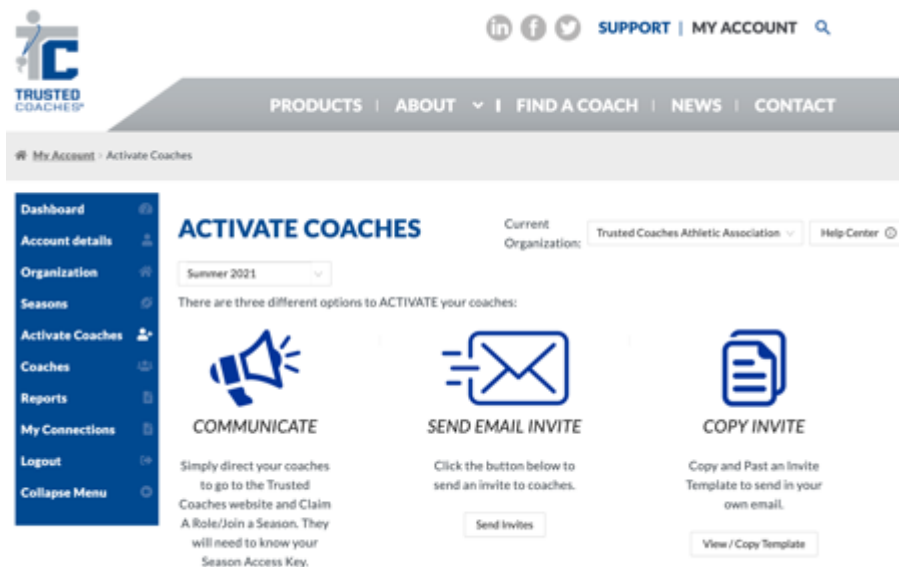 TC
TRUSTED
COACHES®
in f SUPPORT | MY ACCOUNT
PRODUCTS | ABOUT | FIND A COACH | NEWS | CONTACT
My Account › Activate Coaches
Dashboard
Account details
Organization
Seasons
Activate Coaches
Coaches
Reports
My Connections
Logout
Collapse Menu
ACTIVATE COACHES
Current
Organization:
Trusted Coaches Athletic Association
Help Center
Summer 2021
There are three different options to ACTIVATE your coaches:
COMMUNICATE
Simply direct your coaches
to go to the Trusted
Coaches website and Claim
A Role/Join a Season. They
will need to know your
Season Access Key.
SEND EMAIL INVITE
Click the button below to
send an invite to coaches.
Send Invites
COPY INVITE
Copy and Past an Invite
Template to send in your
own email.
View / Copy Template